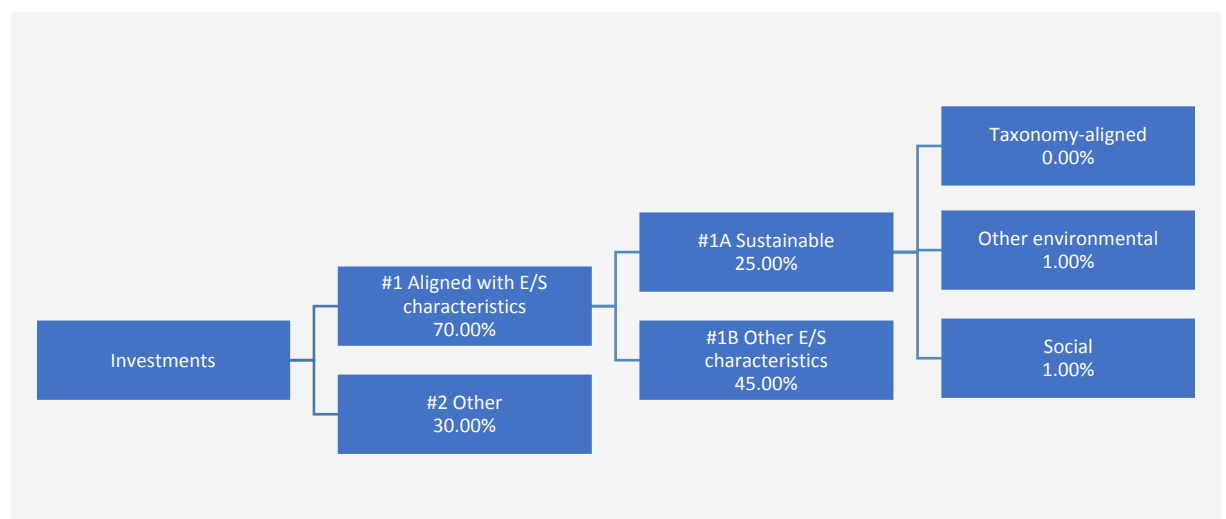 Investments
#1 Aligned with E/S
characteristics
70.00%
#2 Other
30.00%
#1A Sustainable
25.00%
#1B Other E/S
characteristics
45.00%
Taxonomy-aligned
0.00%
Other environmental
1.00%
Social
1.00%